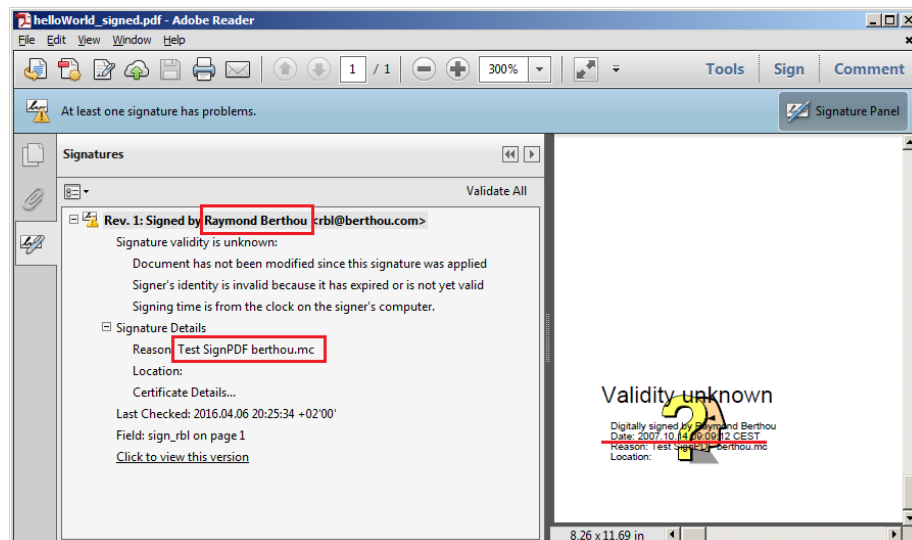 helloWorld_signed.pdf - Adobe Reader
File Edit View Window Help
1 / 1 300% Tools Sign Comment
At least one signature has problems. Signature Panel
Signatures
Validate All
Rev. 1: Signed by Raymond Berthou <rbl@berthou.com>
Signature validity is unknown:
Document has not been modified since this signature was applied
Signer's identity is invalid because it has expired or is not yet valid
Signing time is from the clock on the signer's computer.
Signature Details
Reason: Test SignPDF berthou.mc
Location:
Certificate Details...
Last Checked: 2016.04.06 20:25:34 +02'00'
Field: sign_rbl on page 1
Click to view this version
Validity unknown
Digitally signed by Raymond Berthou
Date: 2007.10.14 09:09:12 CEST
Reason: Test SignPDF berthou.mc
Location:
8.26 x 11.69 in